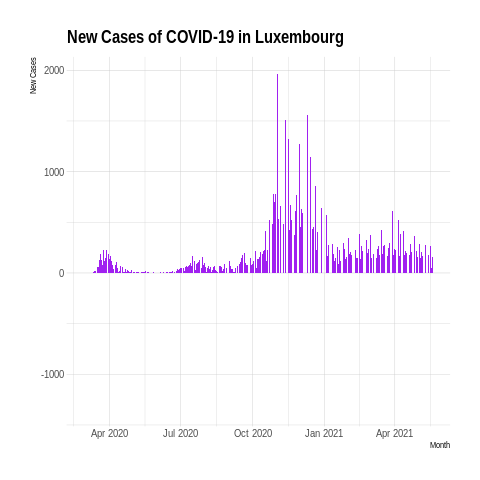 New Cases of COVID-19 in Luxembourg
New Cases
2000
1000
0
-1000
Apr 2020 Jul 2020 Oct 2020 Jan 2021 Apr 2021
Month